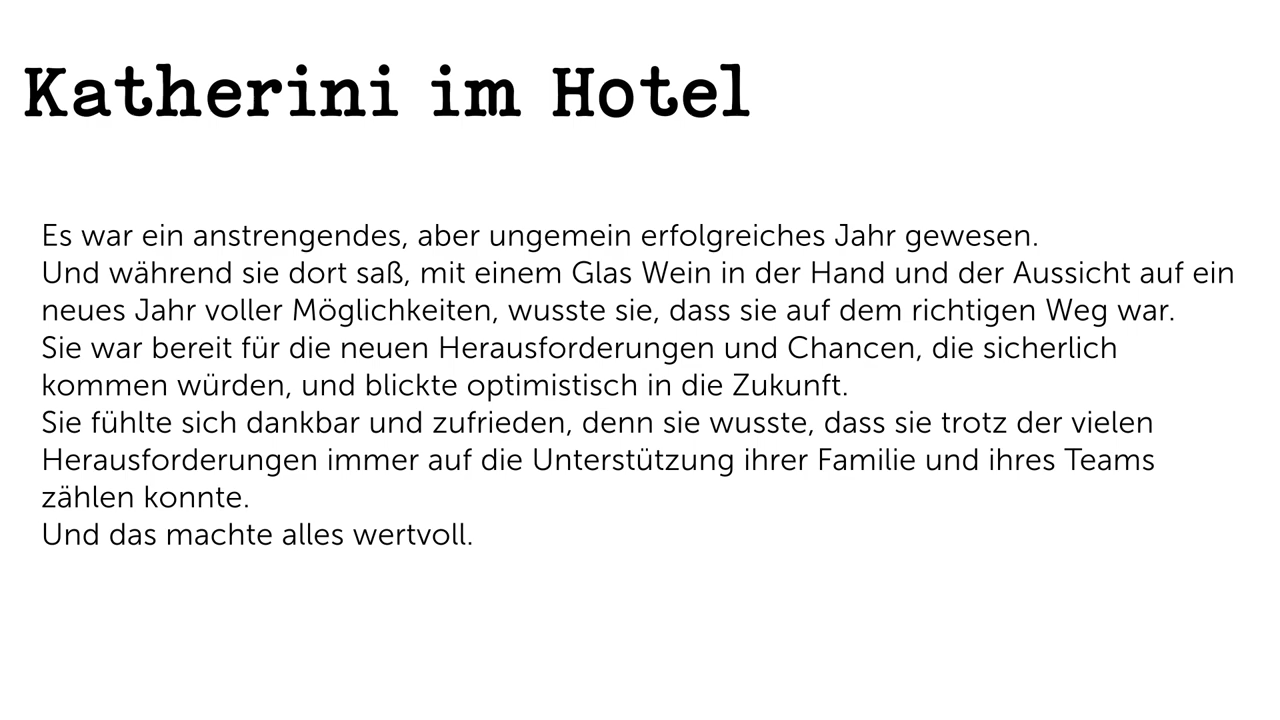 Katherini im Hotel
Es war ein anstrengendes, aber ungemein erfolgreiches Jahr gewesen.
Und während sie dort saß, mit einem Glas Wein in der Hand und der Aussicht auf ein
neues Jahr voller Möglichkeiten, wusste sie, dass sie auf dem richtigen Weg war.
Sie war bereit für die neuen Herausforderungen und Chancen, die sicherlich
kommen würden, und blickte optimistisch in die Zukunft.
Sie fühlte sich dankbar und zufrieden, denn sie wusste, dass sie trotz der vielen
Herausforderungen immer auf die Unterstützung ihrer Familie und ihres Teams
zählen konnte.
Und das machte alles wertvoll.